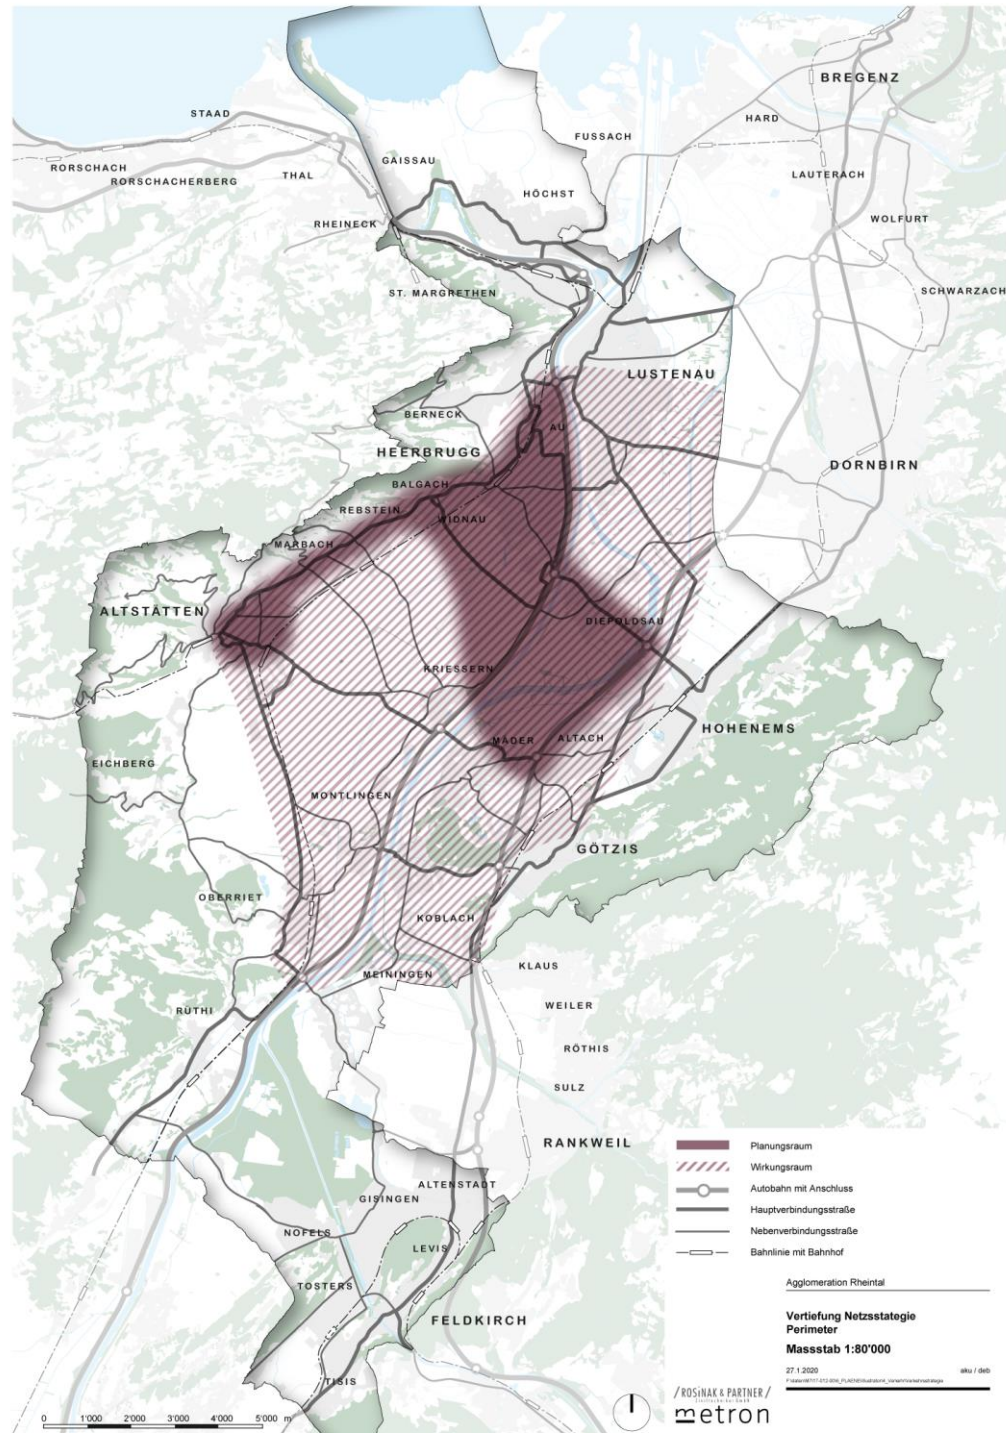 BREGENZ
STAAD
HARD
FUSSACH
GAISSAU
RORSCHACH
RORSCHACHERBERG
THAL
LAUTERACH
HÖCHST
WOLFURT
RHEINECK
SCHWARZACH
ST. MARGRETHEN
LUSTENAU
BERNECK
AU
HEERBRUGG
DORNBIRN
BALGACH
REBSTEIN
WIDNAU
MARBACH
ALTSTÄTTEN
DIEPOLDSAU
KRIESSERN
HOHENEMS
MÄDER
ALTACH
EICHBERG
MONTLINGEN
GÖTZIS
OBERRIET
KOBLACH
KLAUS
MEININGEN
WEILER
RÜTHI
RÖTHIS
SULZ
RANKWEIL
ALTENSTADT
GISINGEN
NOFELS
LEVIS
TOSTERS
FELDKIRCH
TISIS
Planungsraum
Wirkungsraum
Autobahn mit Anschluss
Hauptverbindungsstraße
Nebenverbindungsstraße
Bahnlinie mit Bahnhof
Agglomeration Rheintal
Vertiefung Netzsstategie
Perimeter
Massstab 1:80'000
27.1.2020 aku / deb
/ROSiNAK & PARTNER/
metron
0 1'000 2'000 3'000 4'000 5'000 m